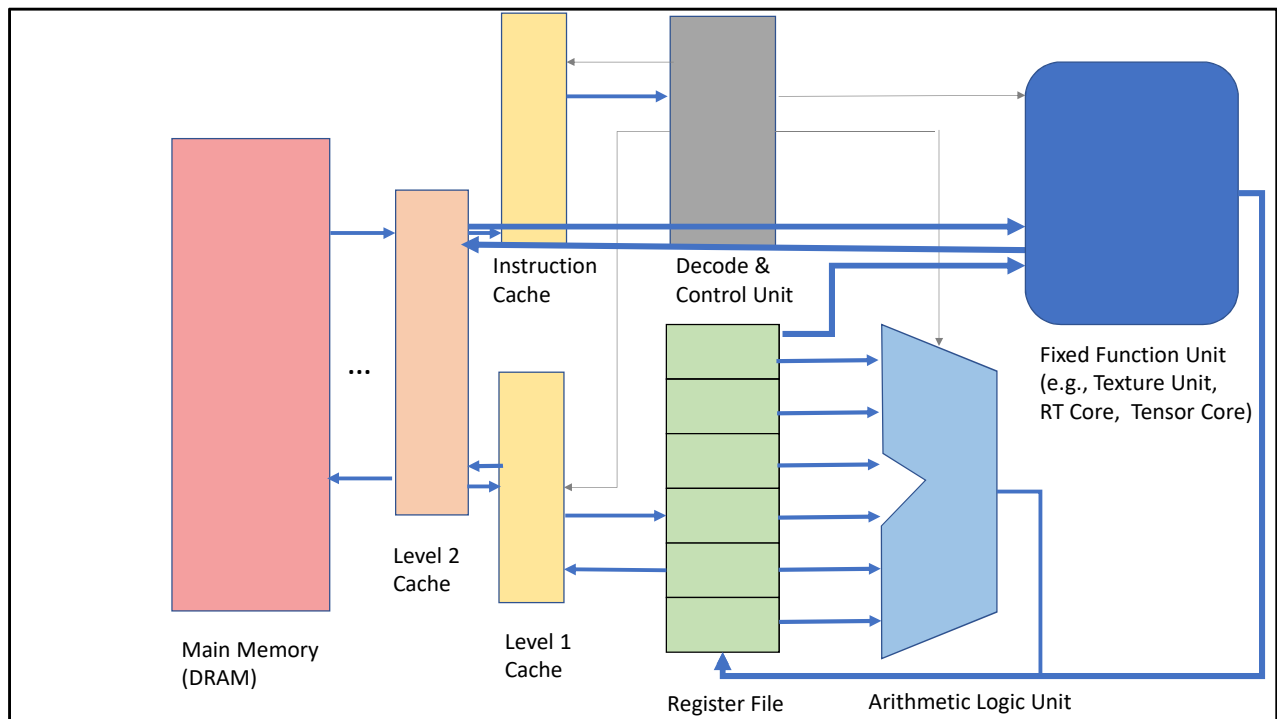 Instruction
Cache
Decode &
Control Unit
Fixed Function Unit
(e.g., Texture Unit,
RT Core, Tensor Core)
...
Level 2
Cache
Level 1
Cache
Main Memory
(DRAM)
Register File
Arithmetic Logic Unit